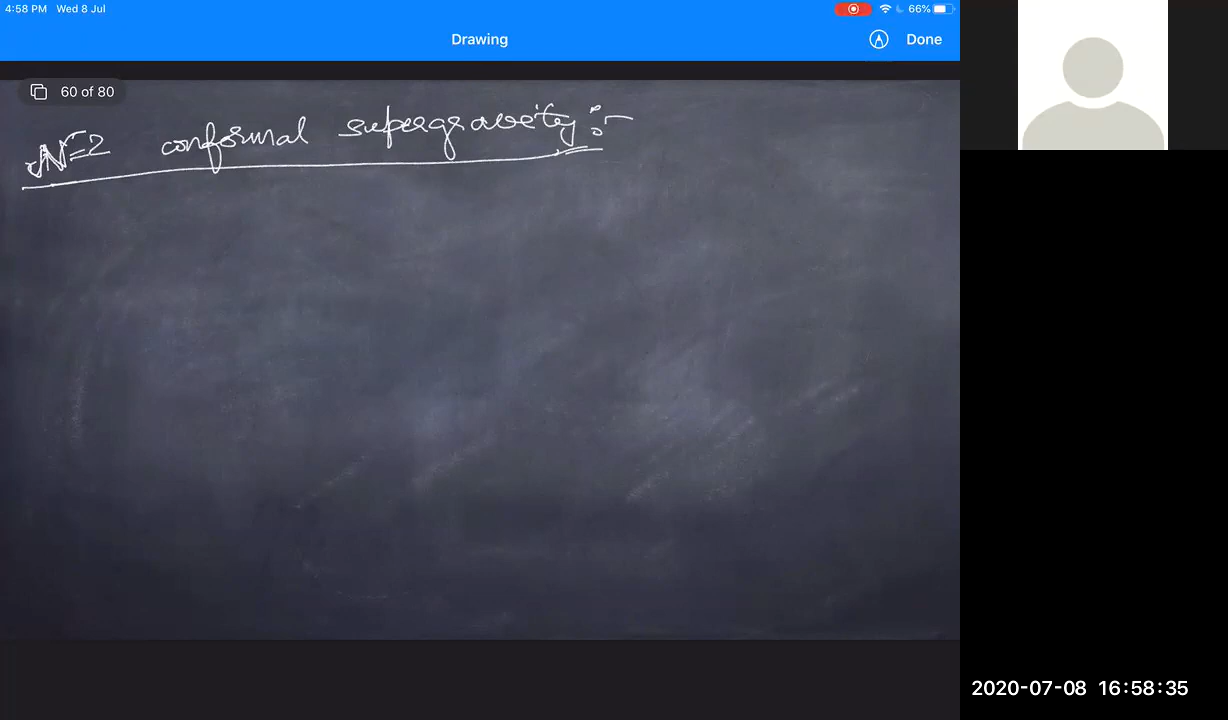 4:58 PM Wed 8 Jul 66%
Drawing Done
60 of 80
N=2 conformal supergravity :-
2020-07-08 16:58:35